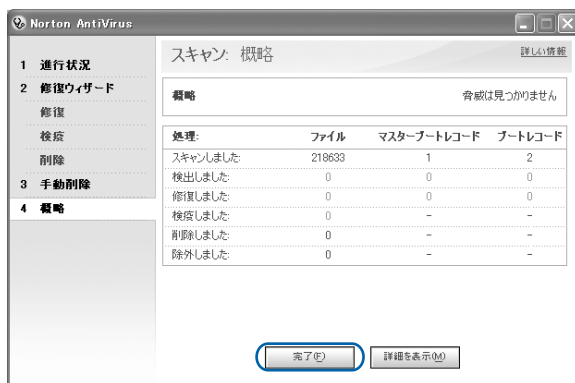 Norton AntiVirus
1 進行状況
2 修復ウィザード
修復
検疫
削除
3 手動削除
4 概略
スキャン: 概略
詳しい情報
概略 脅威は見つかりません
処理: ファイル マスターブートレコード ブートレコード
スキャンしました: 218633 1 2
検出しました: 0 0 0
修復しました: 0 0 0
検疫しました: 0 - -
削除しました: 0 - -
除外しました: 0 - -
完了(F) 詳細を表示(M)